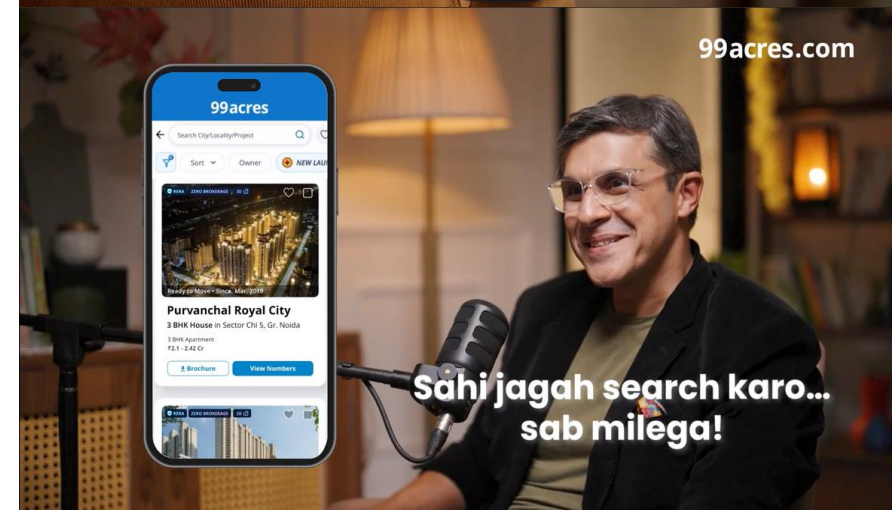 99acres.com
99acres
Search City/Locality/Project
Sort
Owner
NEW LAU
RERA ZERO BROKERAGE 3D
Ready to Move • Since, Mar, 2019
Purvanchal Royal City
3 BHK House in Sector Chi 5, Gr. Noida
3 BHK Apartment
₹2.1 - 2.42 Cr
Brochure
View Numbers
RERA ZERO BROKERAGE 3D
Sahi jagah search karo...
sab milega!